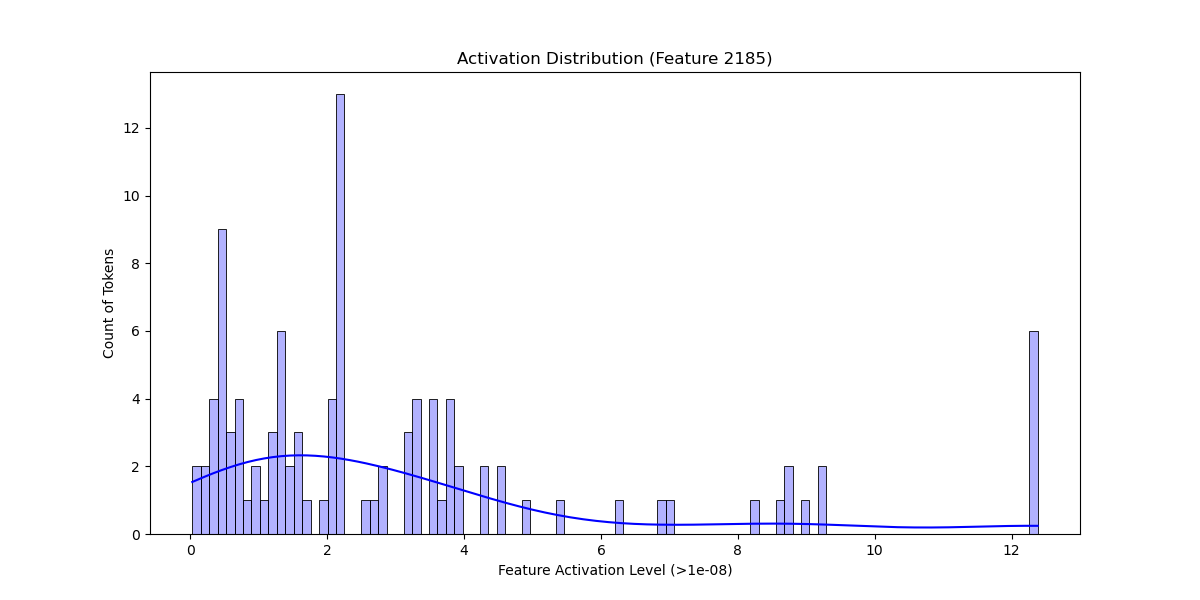 Activation Distribution (Feature 2185)
12
10
8
6
4
2
0
Count of Tokens
0 2 4 6 8 10 12
Feature Activation Level (>1e-08)